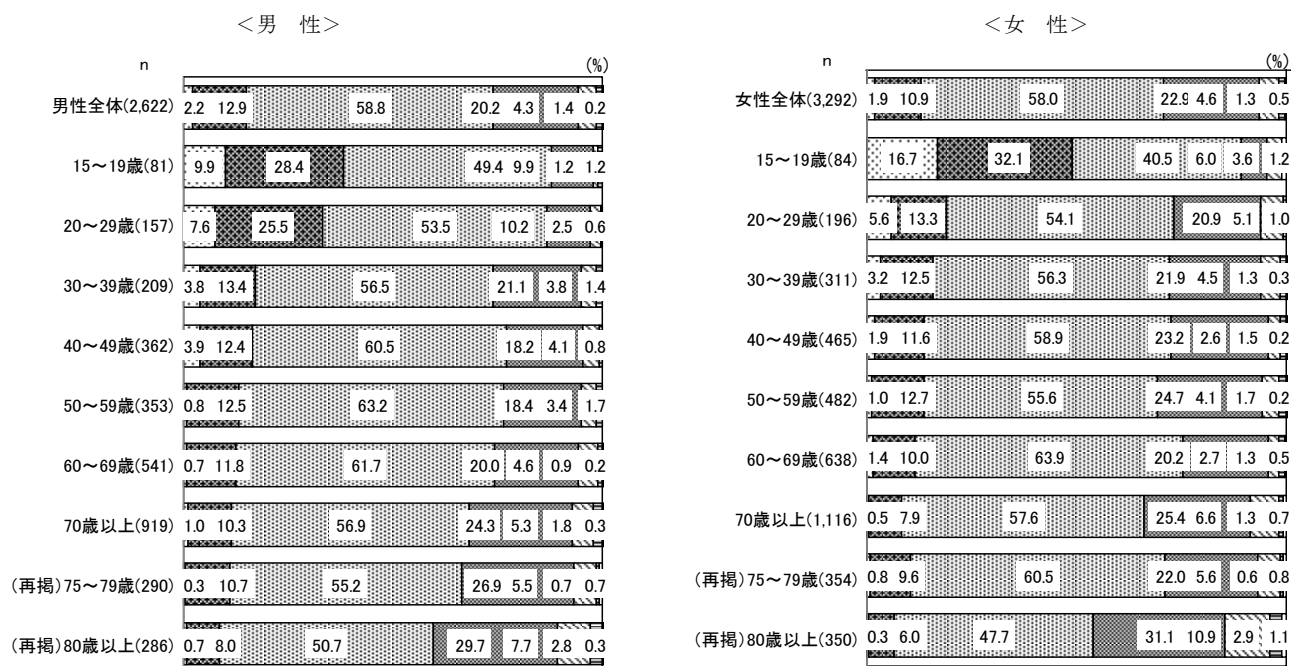 <男 性>
n (%)
男性全体(2,622) 2.2 12.9 58.8 20.2 4.3 1.4 0.2
15～19歳(81) 9.9 28.4 49.4 9.9 1.2 1.2
20～29歳(157) 7.6 25.5 53.5 10.2 2.5 0.6
30～39歳(209) 3.8 13.4 56.5 21.1 3.8 1.4
40～49歳(362) 3.9 12.4 60.5 18.2 4.1 0.8
50～59歳(353) 0.8 12.5 63.2 18.4 3.4 1.7
60～69歳(541) 0.7 11.8 61.7 20.0 4.6 0.9 0.2
70歳以上(919) 1.0 10.3 56.9 24.3 5.3 1.8 0.3
(再掲)75～79歳(290) 0.3 10.7 55.2 26.9 5.5 0.7 0.7
(再掲)80歳以上(286) 0.7 8.0 50.7 29.7 7.7 2.8 0.3
<女 性>
n (%)
女性全体(3,292) 1.9 10.9 58.0 22.9 4.6 1.3 0.5
15～19歳(84) 16.7 32.1 40.5 6.0 3.6 1.2
20～29歳(196) 5.6 13.3 54.1 20.9 5.1 1.0
30～39歳(311) 3.2 12.5 56.3 21.9 4.5 1.3 0.3
40～49歳(465) 1.9 11.6 58.9 23.2 2.6 1.5 0.2
50～59歳(482) 1.0 12.7 55.6 24.7 4.1 1.7 0.2
60～69歳(638) 1.4 10.0 63.9 20.2 2.7 1.3 0.5
70歳以上(1,116) 0.5 7.9 57.6 25.4 6.6 1.3 0.7
(再掲)75～79歳(354) 0.8 9.6 60.5 22.0 5.6 0.6 0.8
(再掲)80歳以上(350) 0.3 6.0 47.7 31.1 10.9 2.9 1.1